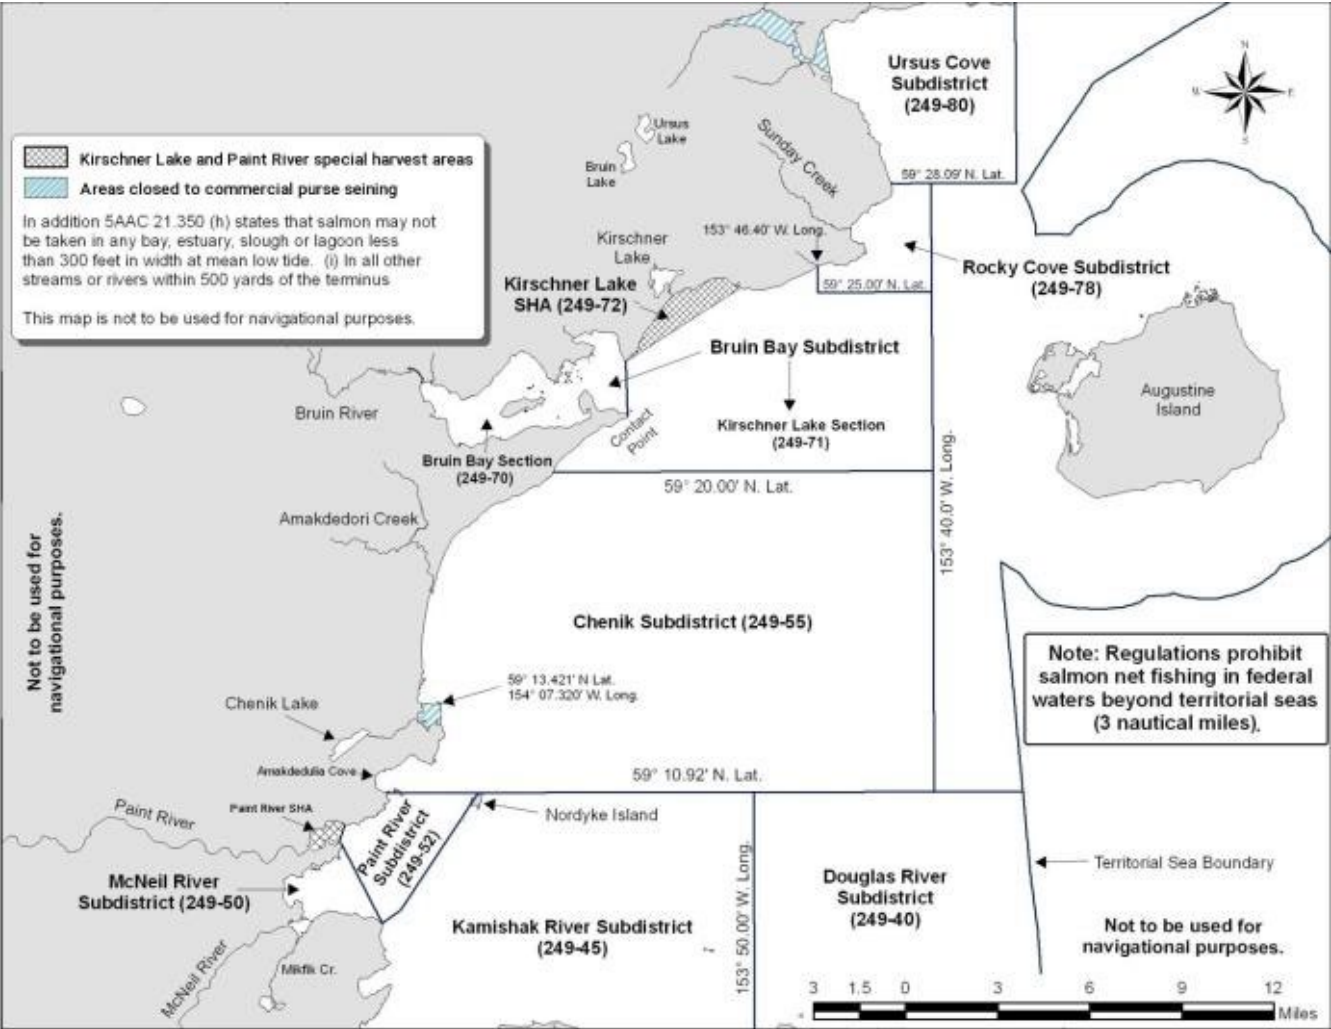 Ursus Cove
Subdistrict
(249-80)
N
W
E
S
Ursus
Lake
Bruin
Lake
Sunday Creek
59° 28.09' N. Lat.
Kirschner Lake and Paint River special harvest areas
Areas closed to commercial purse seining
In addition 5AAC 21.350 (h) states that salmon may not
be taken in any bay, estuary, slough or lagoon less
than 300 feet in width at mean low tide. (i) In all other
streams or rivers within 500 yards of the terminus
This map is not to be used for navigational purposes.
153° 46.40' W. Long.
Kirschner
Lake
Kirschner Lake
SHA (249-72)
59° 25.00' N. Lat.
Rocky Cove Subdistrict
(249-78)
Bruin Bay Subdistrict
Augustine
Island
Bruin River
Contact
Point
Kirschner Lake Section
(249-71)
Bruin Bay Section
(249-70)
59° 20.00' N. Lat.
153° 40.0' W. Long.
Amakdedori Creek
Not to be used for
navigational purposes.
Chenik Subdistrict (249-55)
Note: Regulations prohibit
salmon net fishing in federal
waters beyond territorial seas
(3 nautical miles).
59° 13.421' N Lat.
154° 07.320' W. Long.
Chenik Lake
Amakdedulia Cove
59° 10.92' N. Lat.
Paint River
Paint River SHA
Paint River
Subdistrict
(249-52)
Nordyke Island
Territorial Sea Boundary
McNeil River
Subdistrict (249-50)
Kamishak River Subdistrict
(249-45)
153° 50.00' W. Long.
Douglas River
Subdistrict
(249-40)
Not to be used for
navigational purposes.
McNeil River
Mikfik Cr.
3 1.5 0 3 6 9 12
Miles